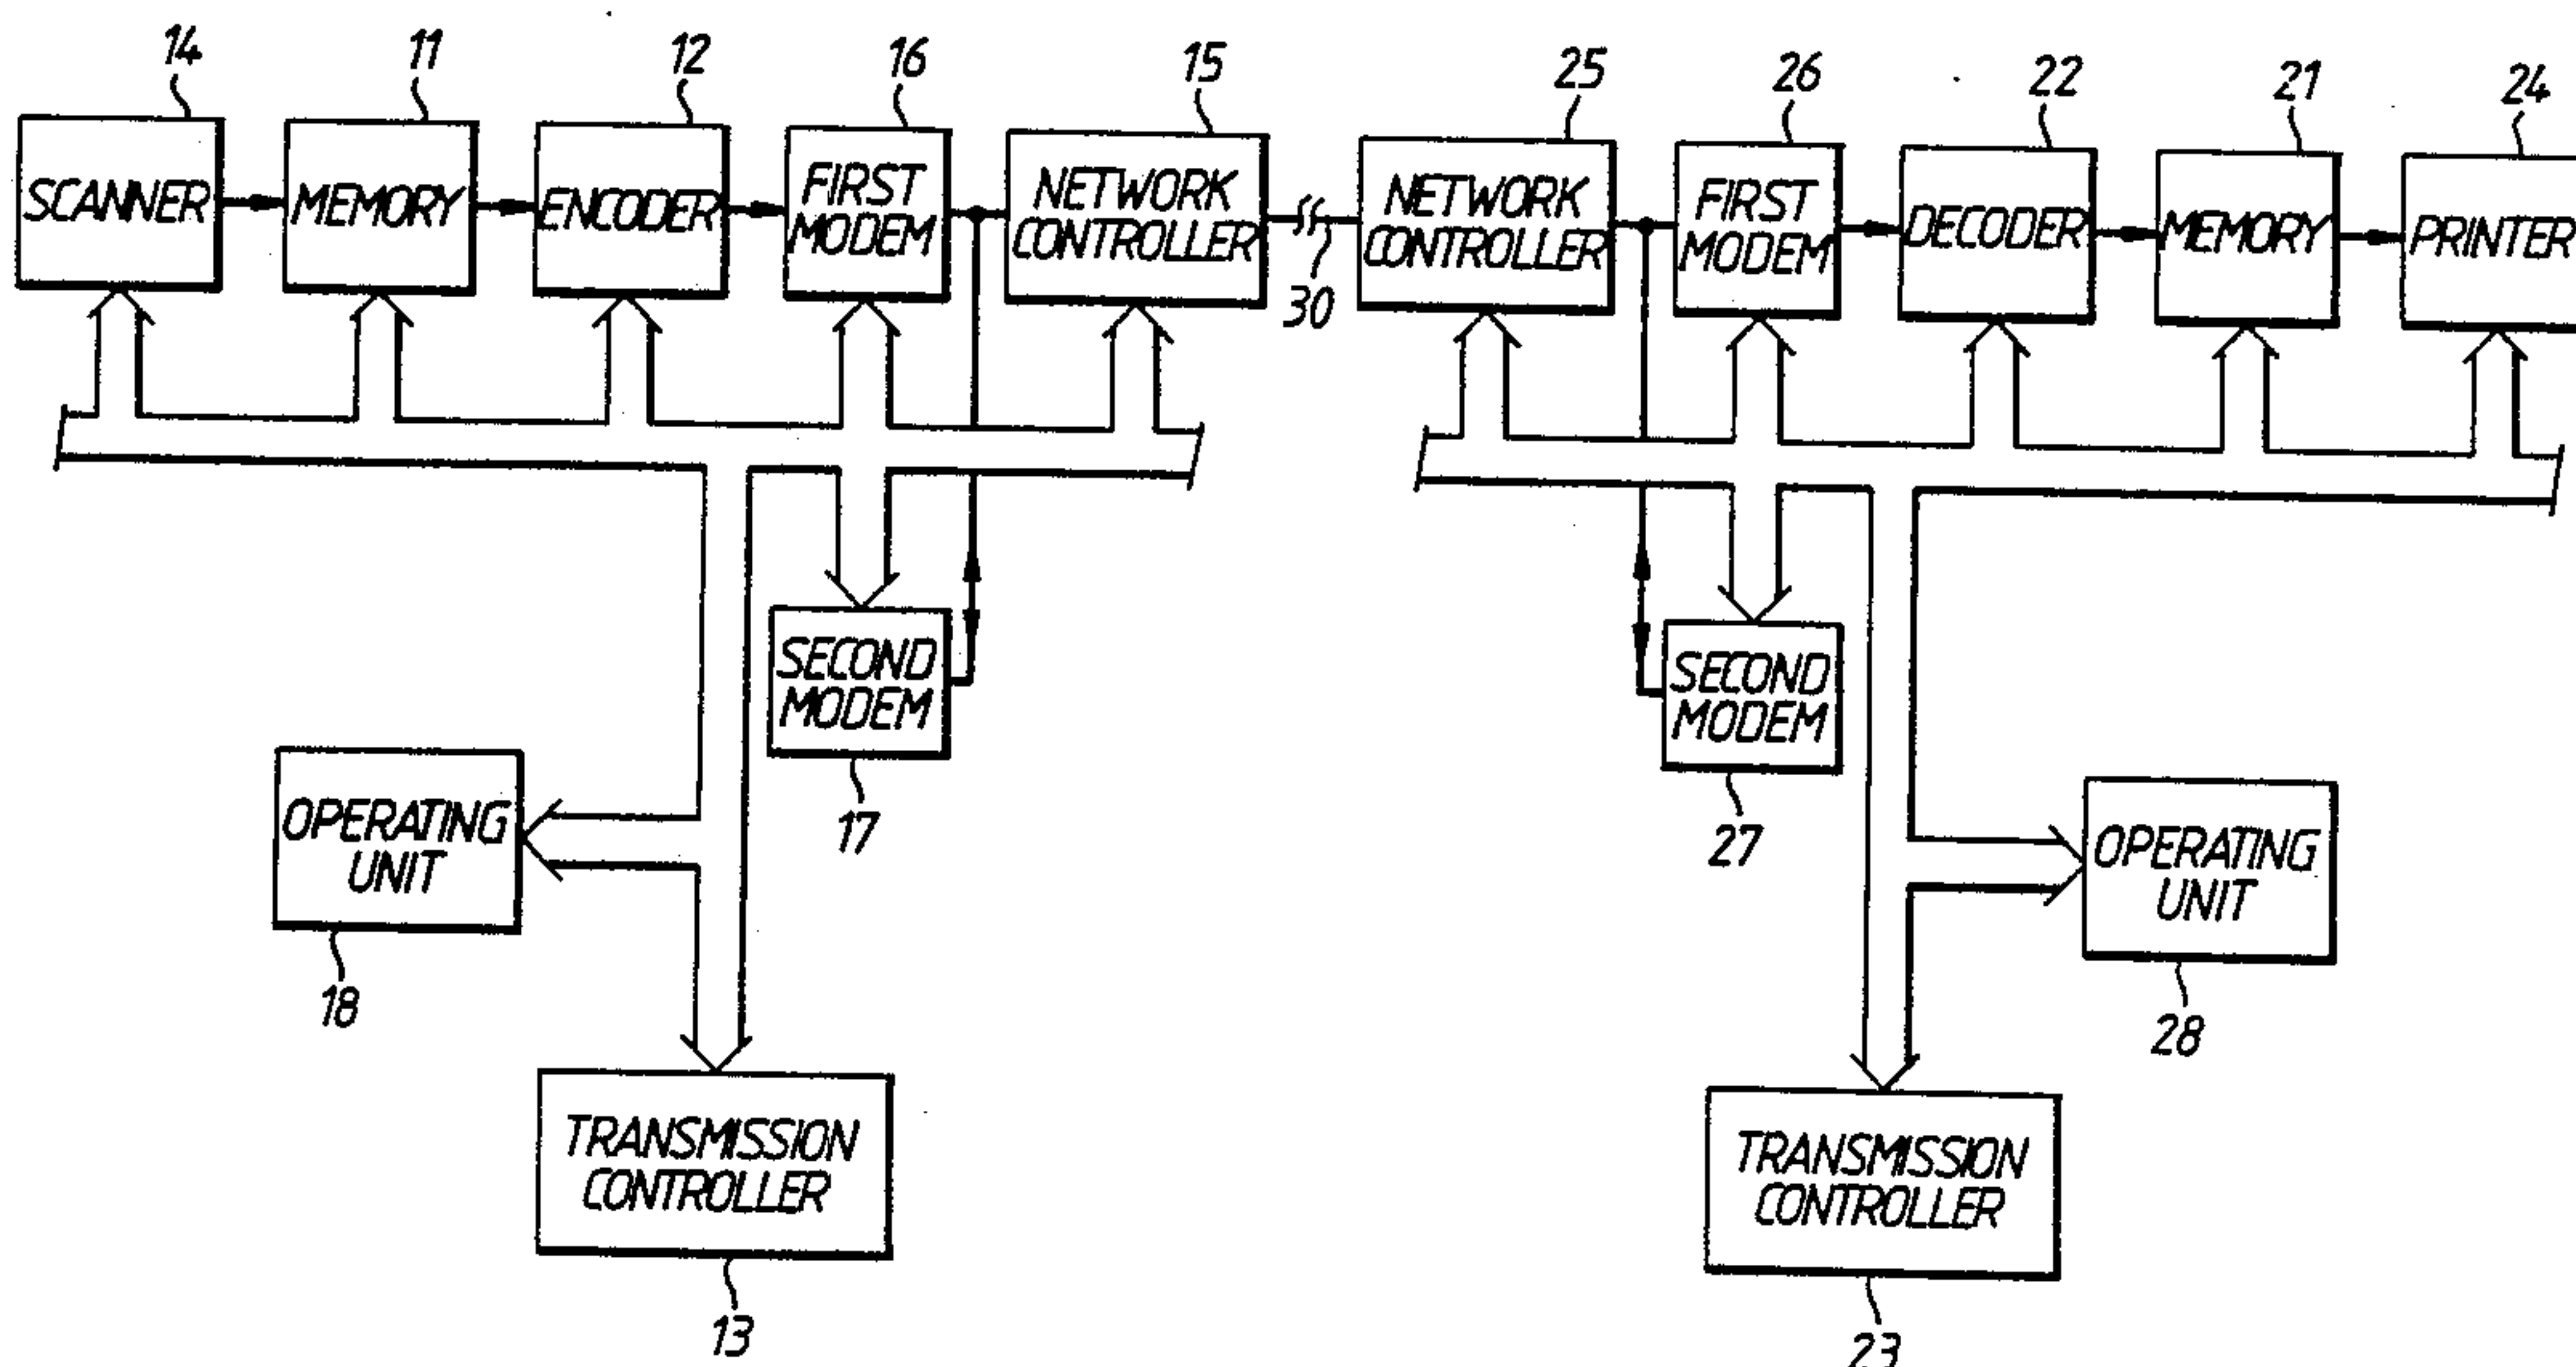 14 11 12 16 15 25 26 22 21 24
SCANNER
MEMORY
ENCODER
FIRST
MODEM
NETWORK
CONTROLLER
30
NETWORK
CONTROLLER
FIRST
MODEM
DECODER
MEMORY
PRINTER
SECOND
MODEM
17
SECOND
MODEM
27
OPERATING
UNIT
18
OPERATING
UNIT
28
TRANSMISSION
CONTROLLER
13
TRANSMISSION
CONTROLLER
23